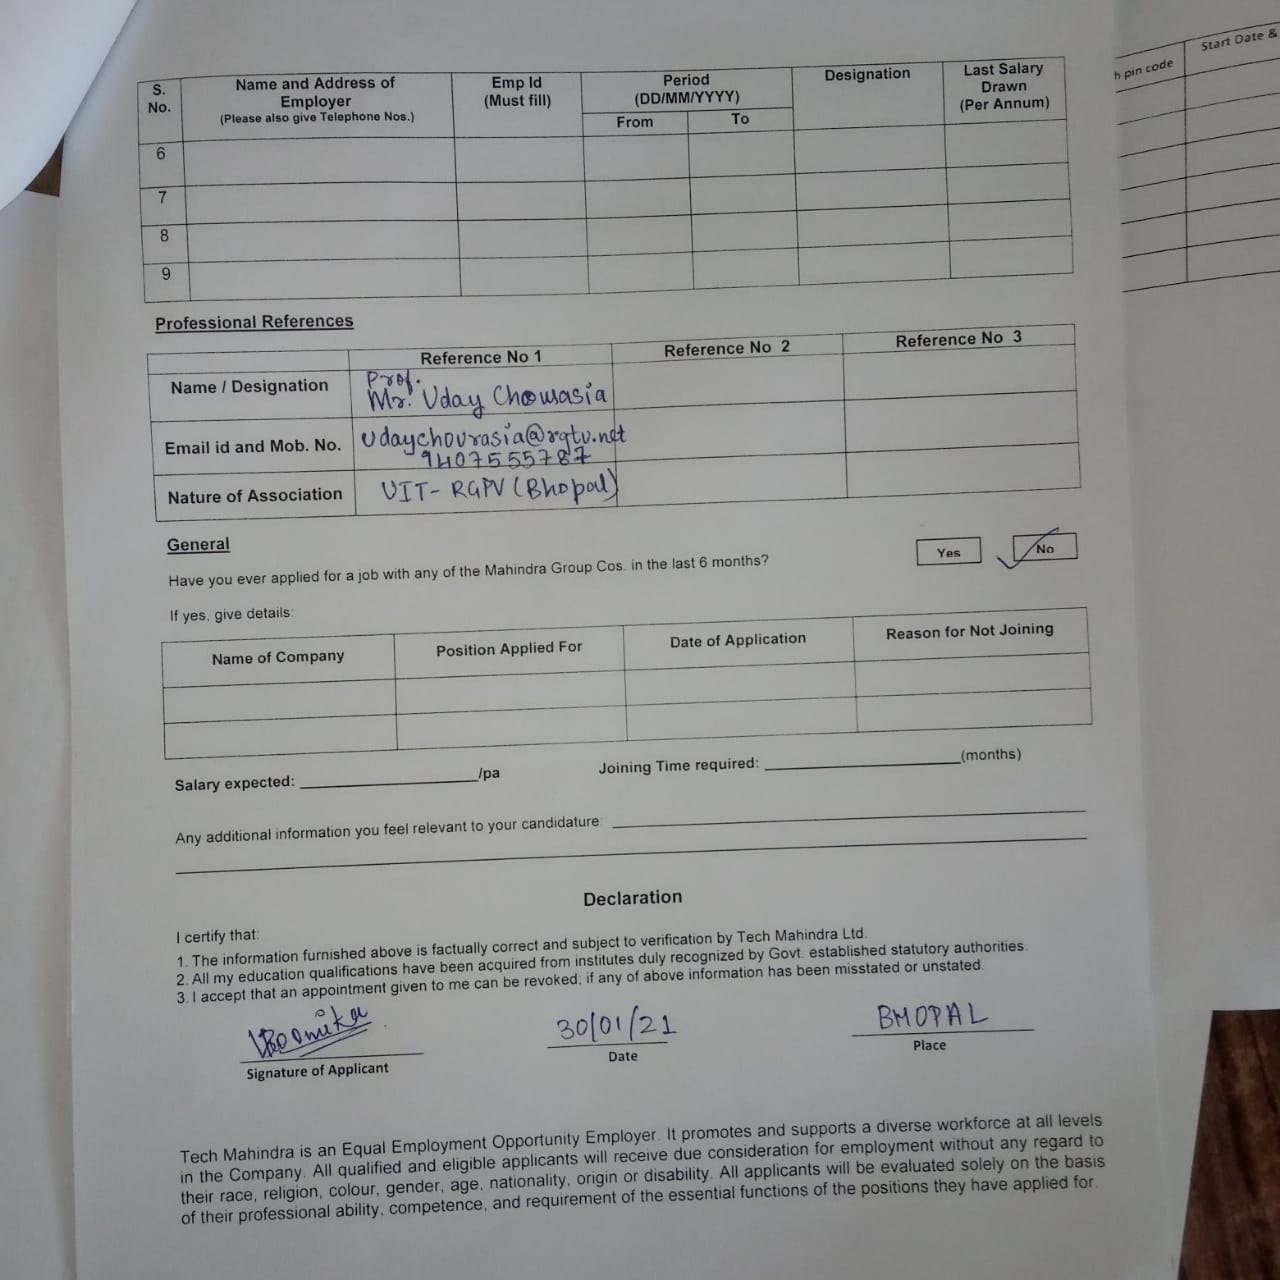 S. No. Name and Address of Employer (Please also give Telephone Nos.) Emp Id (Must fill) Period (DD/MM/YYYY) From To Designation Last Salary Drawn (Per Annum)
6
7
8
9
Professional References
Reference No 1 Reference No 2 Reference No 3
Name / Designation Prof. Mr. Uday Chourasia
Email id and Mob. No. udaychourasia@rgtu.net
9407555787
Nature of Association UIT- RGPV (Bhopal)
General
Have you ever applied for a job with any of the Mahindra Group Cos. in the last 6 months? Yes No
If yes, give details:
Name of Company Position Applied For Date of Application Reason for Not Joining
Salary expected: /pa Joining Time required: (months)
Any additional information you feel relevant to your candidature:
Declaration
I certify that:
1. The information furnished above is factually correct and subject to verification by Tech Mahindra Ltd.
2. All my education qualifications have been acquired from institutes duly recognized by Govt. established statutory authorities.
3. I accept that an appointment given to me can be revoked; if any of above information has been misstated or unstated.
30/01/21 BHOPAL
Signature of Applicant Date Place
Tech Mahindra is an Equal Employment Opportunity Employer. It promotes and supports a diverse workforce at all levels
in the Company. All qualified and eligible applicants will receive due consideration for employment without any regard to
their race, religion, colour, gender, age, nationality, origin or disability. All applicants will be evaluated solely on the basis
of their professional ability, competence, and requirement of the essential functions of the positions they have applied for.
pin code Start Date &